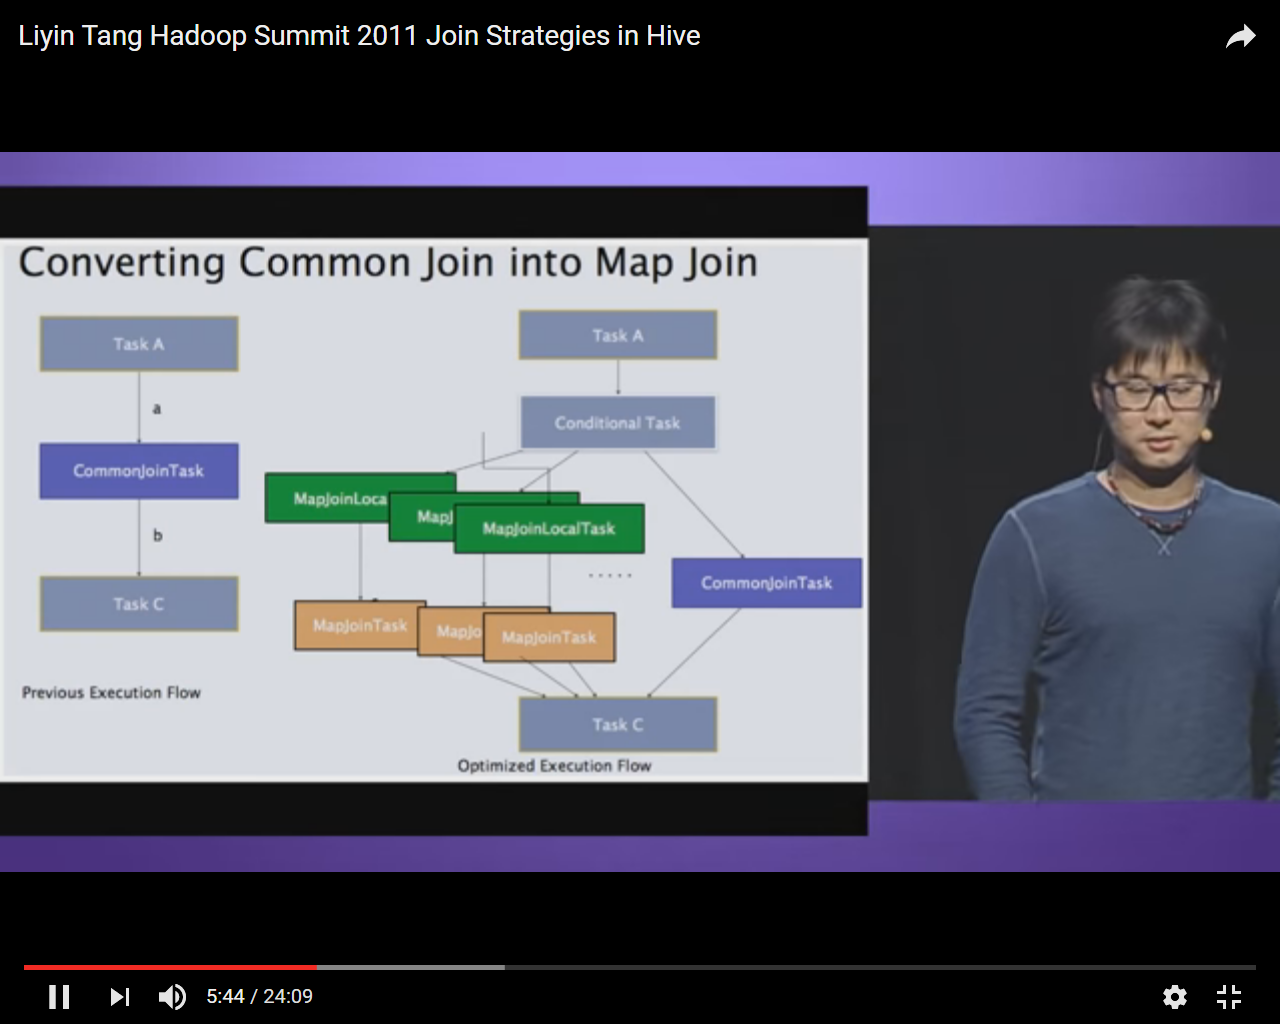 Liyin Tang Hadoop Summit 2011 Join Strategies in Hive
Converting Common Join into Map Join
Task A
a
CommonJoinTask
b
Task C
Previous Execution Flow
Task A
Conditional Task
MapJoinLoca
MapJ
MapJoinLocalTask
.....
CommonJoinTask
MapJoinTask
MapJo
MapJoinTask
Task C
Optimized Execution Flow
5:44 / 24:09